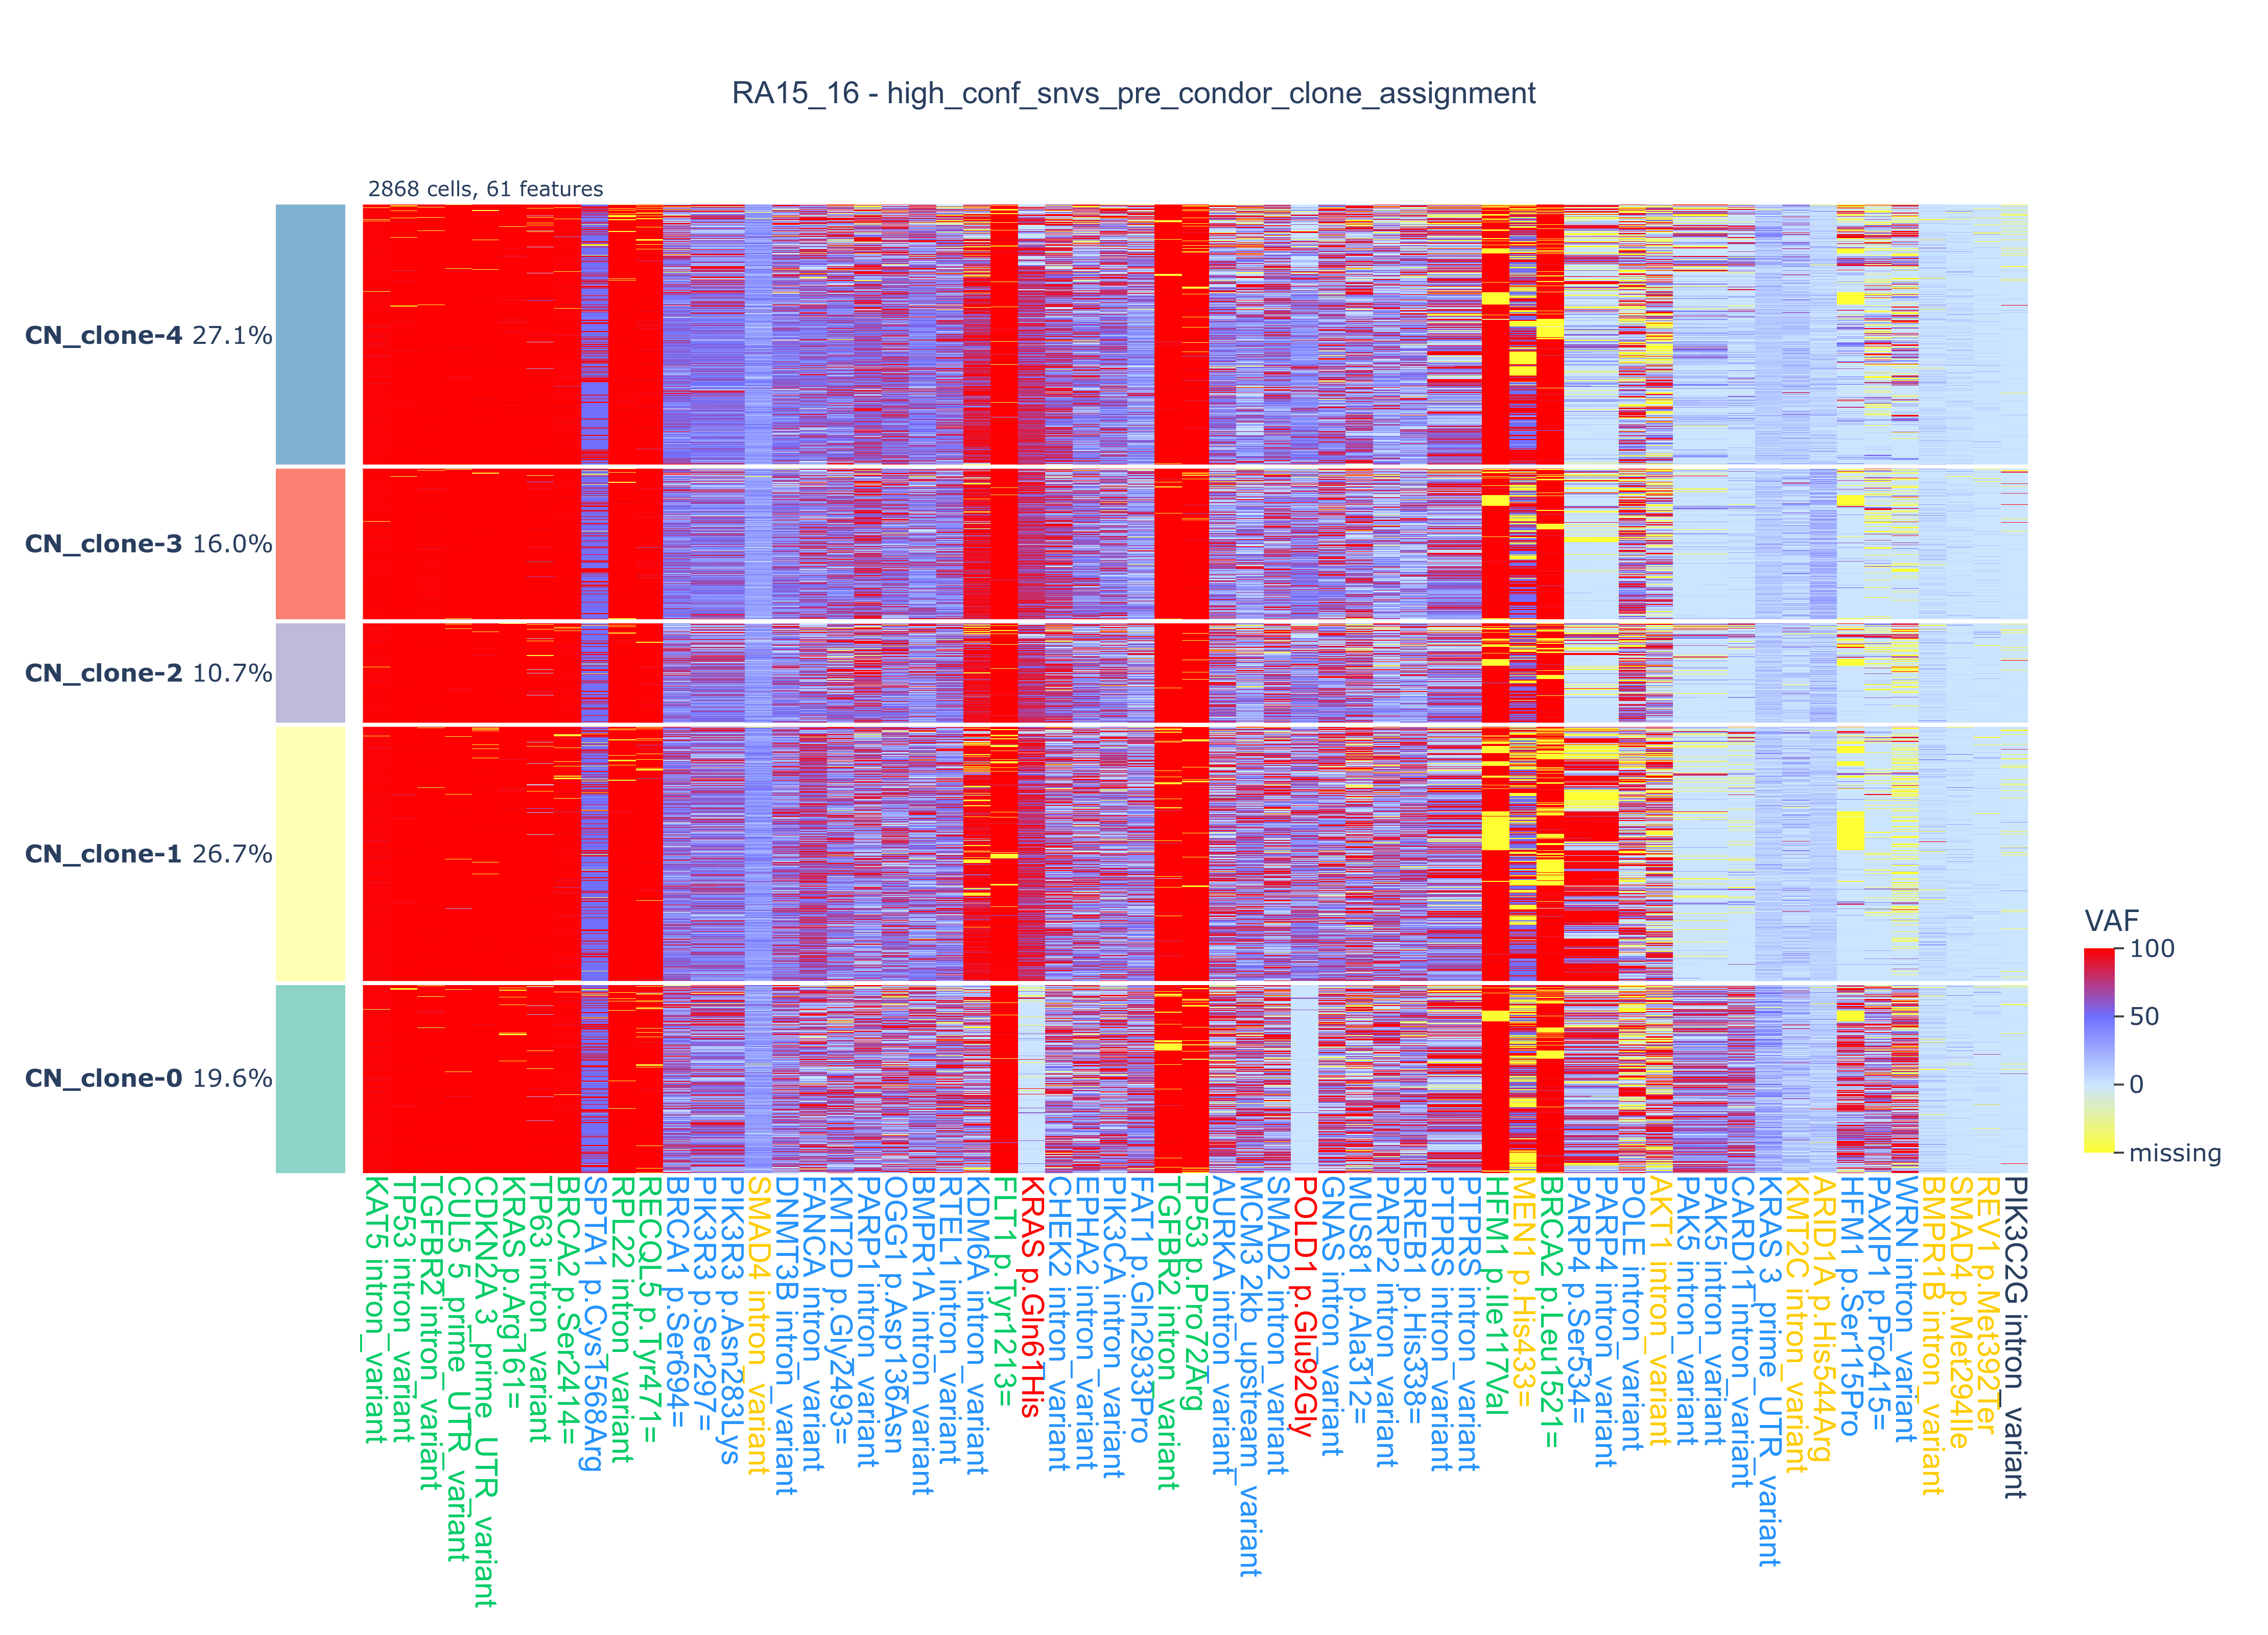 RA15_16 - high_conf_snvs_pre_condor_clone_assignment
2868 cells, 61 features
CN_clone-4 27.1%
CN_clone-3 16.0%
CN_clone-2 10.7%
CN_clone-1 26.7%
CN_clone-0 19.6%
VAF
100
50
0
missing
KAT5 intron_variant
TP53 intron_variant
TGFBR2 intron_variant
CUL5 5_prime_UTR_variant
CDKN2A 3_prime_UTR_variant
KRAS p.Arg161=
TP63 intron_variant
BRCA2 p.Ser2414=
SPTA1 p.Cys1568Arg
RPL22 intron_variant
RECQL5 p.Tyr471=
BRCA1 p.Ser694=
PIK3R3 p.Ser297=
PIK3R3 p.Asn283Lys
SMAD4 intron_variant
DNMT3B intron_variant
FANCA intron_variant
KMT2D p.Gly2493=
PARP1 intron_variant
OGG1 p.Asp136Asn
BMPR1A intron_variant
RTEL1 intron_variant
KDM6A intron_variant
FLT1 p.Tyr1213=
KRAS p.Gln61His
CHEK2 intron_variant
EPHA2 intron_variant
PIK3CA intron_variant
FAT1 p.Gln2933Pro
TGFBR2 intron_variant
TP53 p.Pro72Arg
AURKA intron_variant
MCM3 2kb_upstream_variant
SMAD2 intron_variant
POLD1 p.Glu92Gly
GNAS intron_variant
MUS81 p.Ala312=
PARP2 intron_variant
RREB1 p.His338=
PTPRS intron_variant
PTPRS intron_variant
HFM1 p.Ile117Val
MEN1 p.His433=
BRCA2 p.Leu1521=
PARP4 p.Ser534=
PARP4 intron_variant
POLE intron_variant
AKT1 intron_variant
PAK5 intron_variant
PAK5 intron_variant
CARD11 intron_variant
KRAS 3_prime_UTR_variant
KMT2C intron_variant
ARID1A p.His544Arg
HFM1 p.Ser115Pro
PAXIP1 p.Pro415=
WRN intron_variant
BMPR1B intron_variant
SMAD4 p.Met294Ile
REV1 p.Met392Ter
PIK3C2G intron_variant